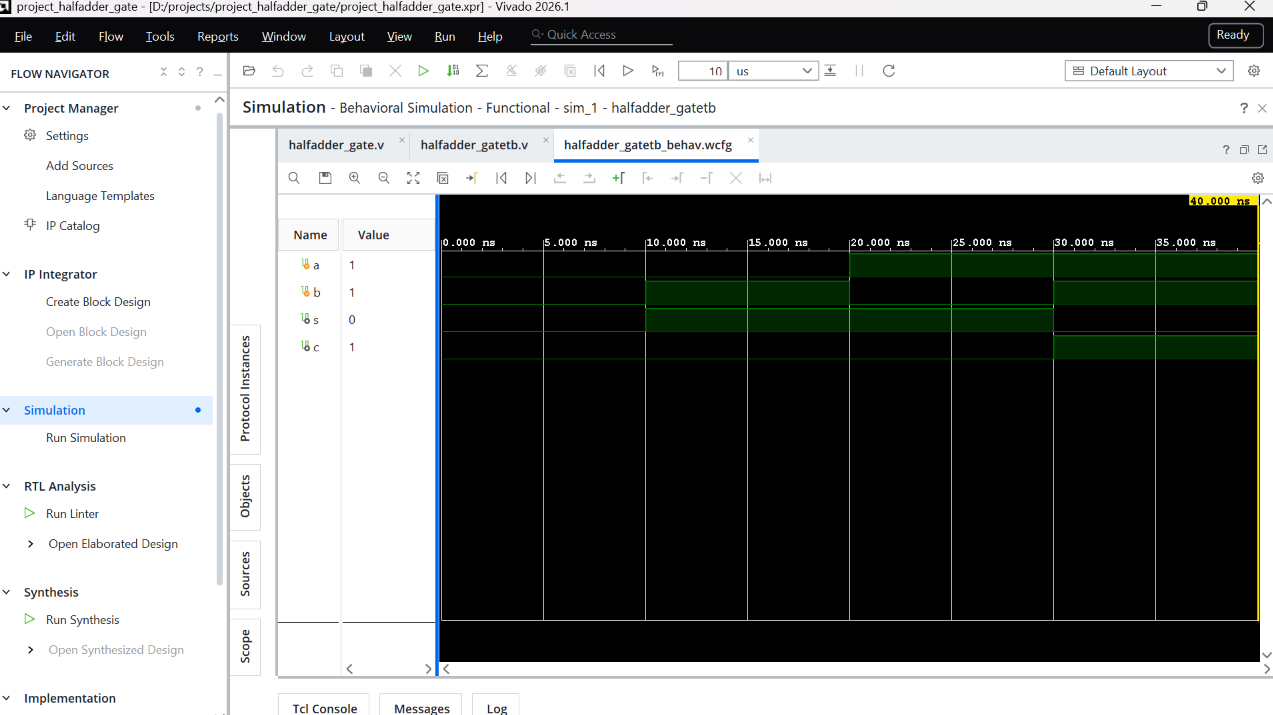 project_halfadder_gate - [D:/projects/project_halfadder_gate/project_halfadder_gate.xpr] - Vivado 2026.1
File Edit Flow Tools Reports Window Layout View Run Help Quick Access Ready
FLOW NAVIGATOR
10 us Default Layout
Project Manager
Settings
Add Sources
Language Templates
IP Catalog
IP Integrator
Create Block Design
Open Block Design
Generate Block Design
Simulation
Run Simulation
RTL Analysis
Run Linter
Open Elaborated Design
Synthesis
Run Synthesis
Open Synthesized Design
Implementation
Simulation - Behavioral Simulation - Functional - sim_1 - halfadder_gatetb
halfadder_gate.v halfadder_gatetb.v halfadder_gatetb_behav.wcfg
Protocol Instances
Objects
Sources
Scope
40.000 ns
Name Value
0.000 ns 5.000 ns 10.000 ns 15.000 ns 20.000 ns 25.000 ns 30.000 ns 35.000 ns
a 1
b 1
s 0
c 1
Tcl Console Messages Log